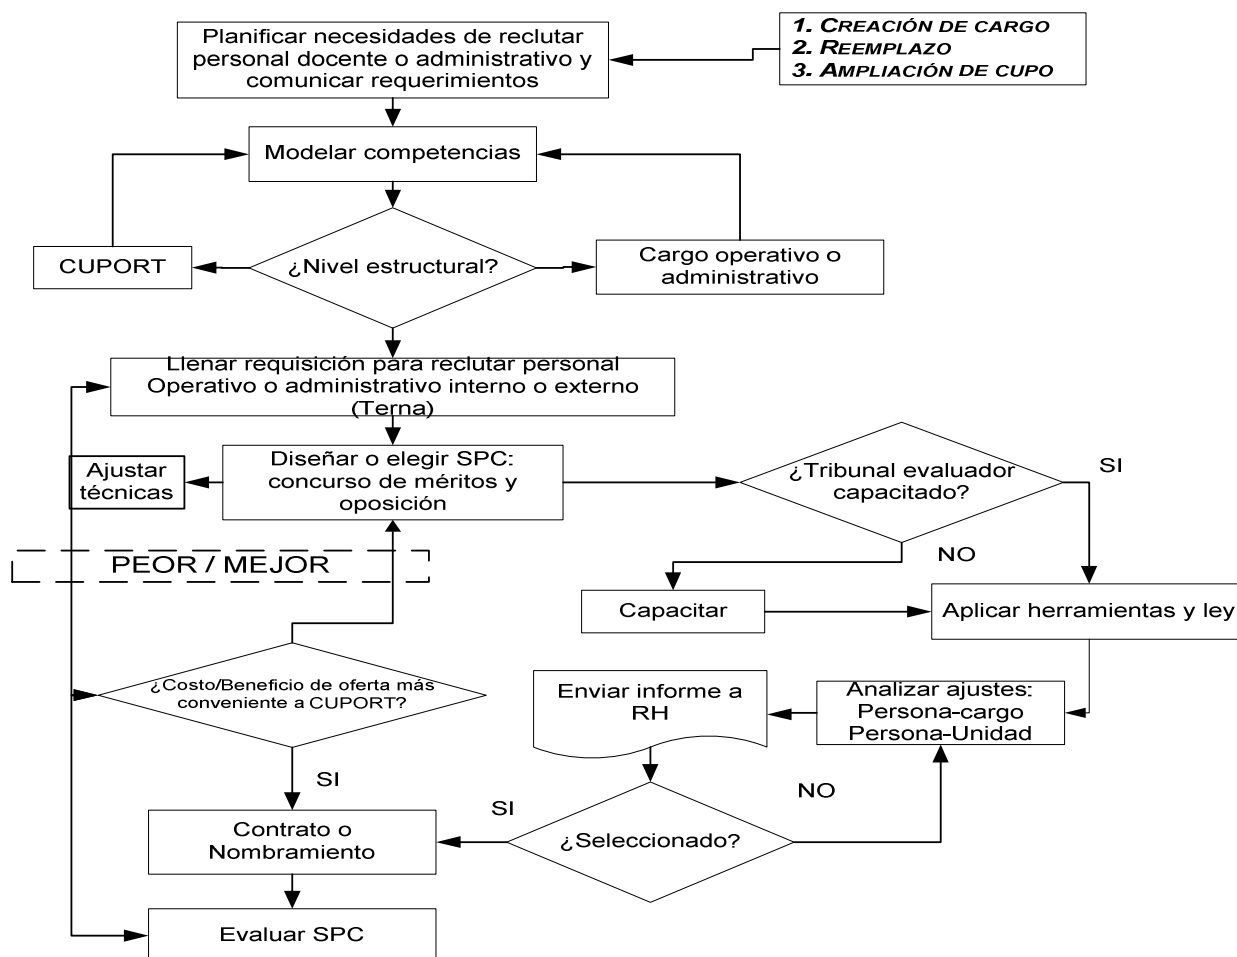 Planificar necesidades de reclutar
personal docente o administrativo y
comunicar requerimientos
1. CREACIÓN DE CARGO
2. REEMPLAZO
3. AMPLIACIÓN DE CUPO
Modelar competencias
CUPORT
¿Nivel estructural?
Cargo operativo o
administrativo
Llenar requisición para reclutar personal
Operativo o administrativo interno o externo
(Terna)
Ajustar
técnicas
Diseñar o elegir SPC:
concurso de méritos y
oposición
¿Tribunal evaluador
capacitado?
SI
NO
PEOR / MEJOR
Capacitar
Aplicar herramientas y ley
¿Costo/Beneficio de oferta más
conveniente a CUPORT?
Enviar informe a
RH
Analizar ajustes:
Persona-cargo
Persona-Unidad
SI
SI
NO
Contrato o
Nombramiento
¿Seleccionado?
Evaluar SPC